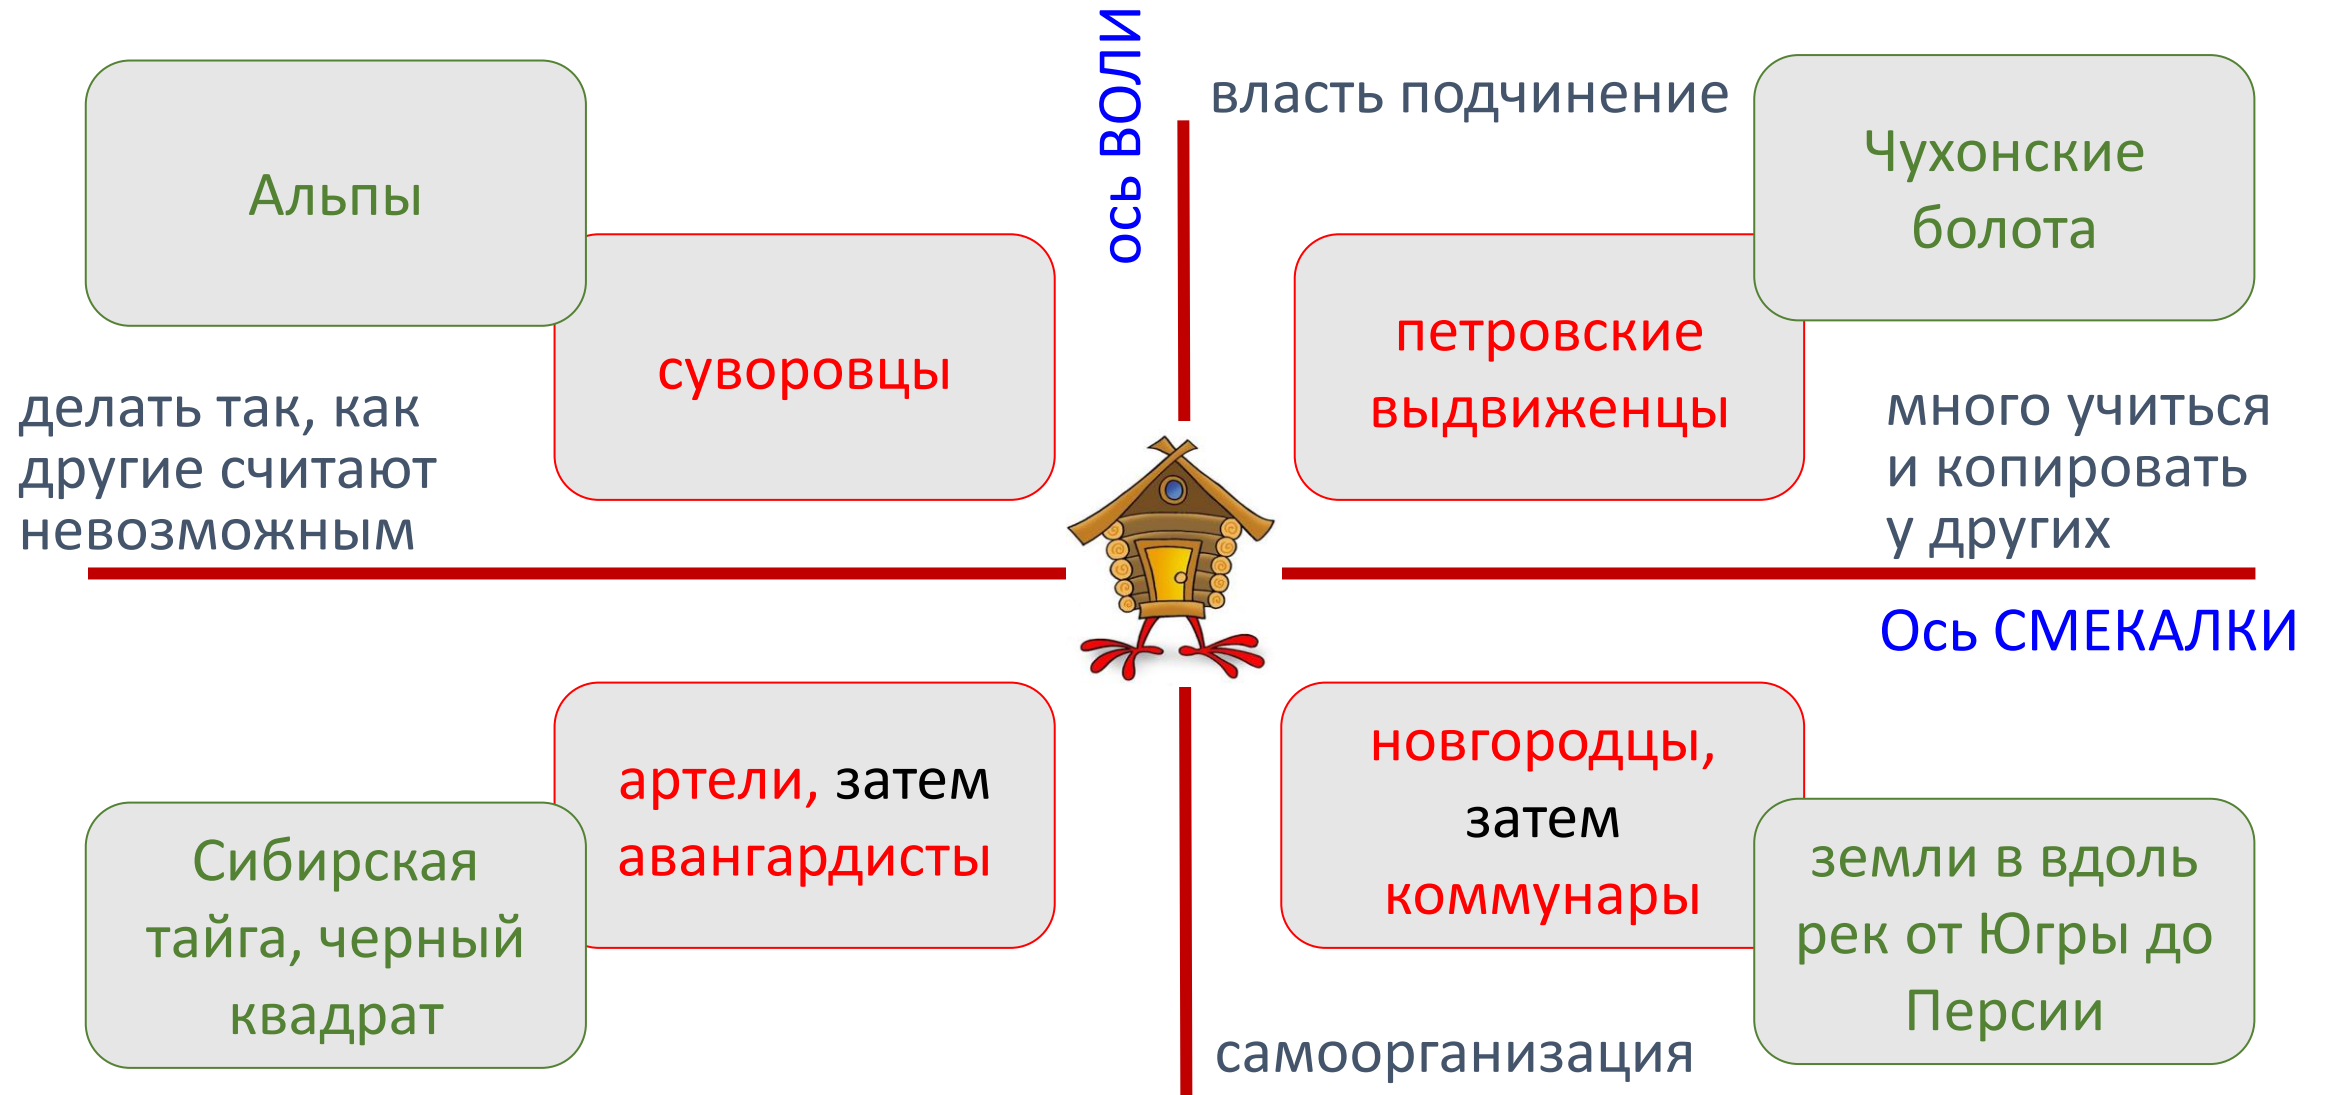 ось ВОЛИ
власть подчинение
Альпы
Чухонские
болота
суворовцы
петровские
выдвиженцы
делать так, как
другие считают
невозможным
много учиться
и копировать
у других
Ось СМЕКАЛКИ
артели, затем
авангардисты
новгородцы,
затем
коммунары
Сибирская
тайга, черный
квадрат
земли в вдоль
рек от Югры до
Персии
самоорганизация